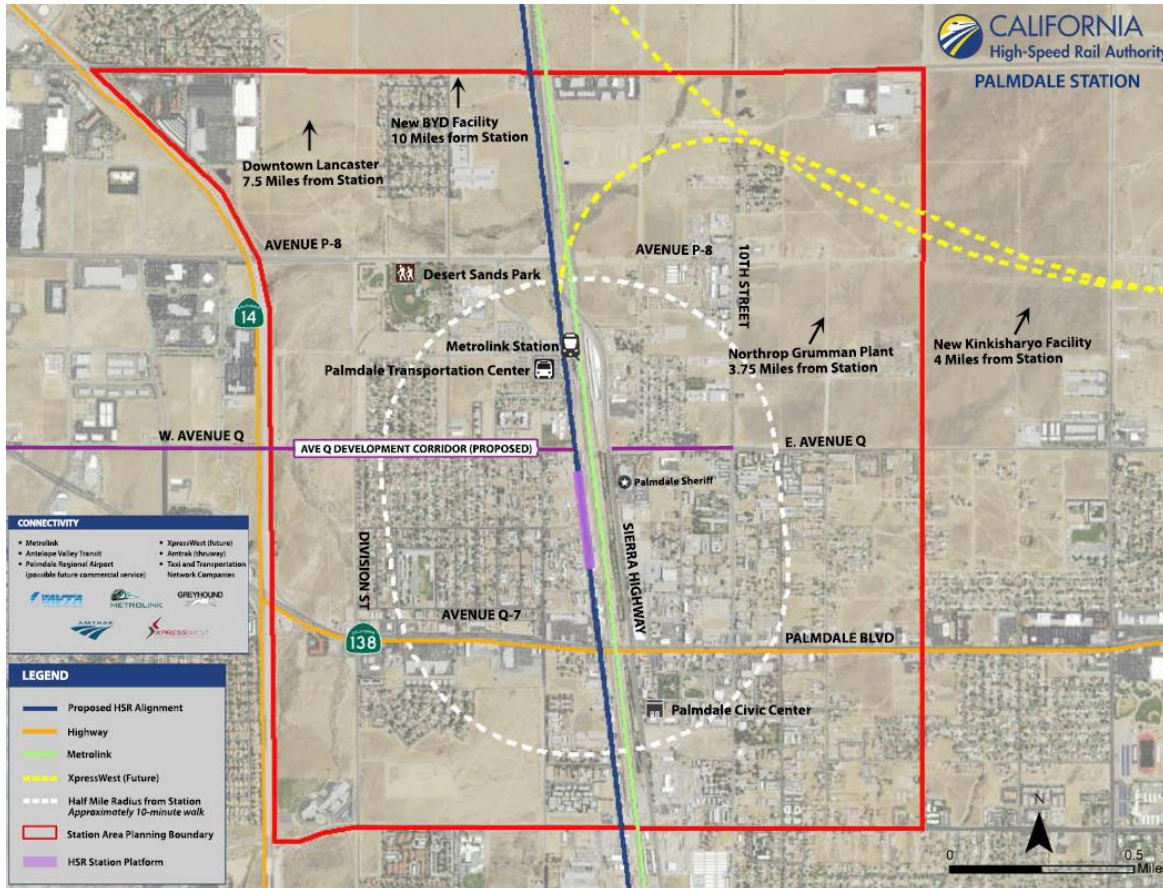 CALIFORNIA
High-Speed Rail Authority
PALMDALE STATION
New BYD Facility
10 Miles form Station
Downtown Lancaster
7.5 Miles from Station
AVENUE P-8
AVENUE P-8
Desert Sands Park
10TH STREET
CALIFORNIA
14
Metrolink Station
Palmdale Transportation Center
Northrop Grumman Plant
3.75 Miles from Station
New Kinkisharyo Facility
4 Miles from Station
W. AVENUE Q
AVE Q DEVELOPMENT CORRIDOR (PROPOSED)
E. AVENUE Q
Palmdale Sheriff
DIVISION ST
SIERRA HIGHWAY
AVENUE Q-7
CALIFORNIA
138
PALMDALE BLVD
Palmdale Civic Center
CONNECTIVITY
• Metrolink
• Antelope Valley Transit
• Palmdale Regional Airport
(possible future commercial service)
• XpressWest (future)
• Amtrak (thruway)
• Taxi and Transportation
Network Companies
AVTA
METROLINK
GREYHOUND
AMTRAK
XPRESSWEST
LEGEND
Proposed HSR Alignment
Highway
Metrolink
XpressWest (Future)
Half Mile Radius from Station
Approximately 10-minute walk
Station Area Planning Boundary
HSR Station Platform
N
0 0.5
Mile